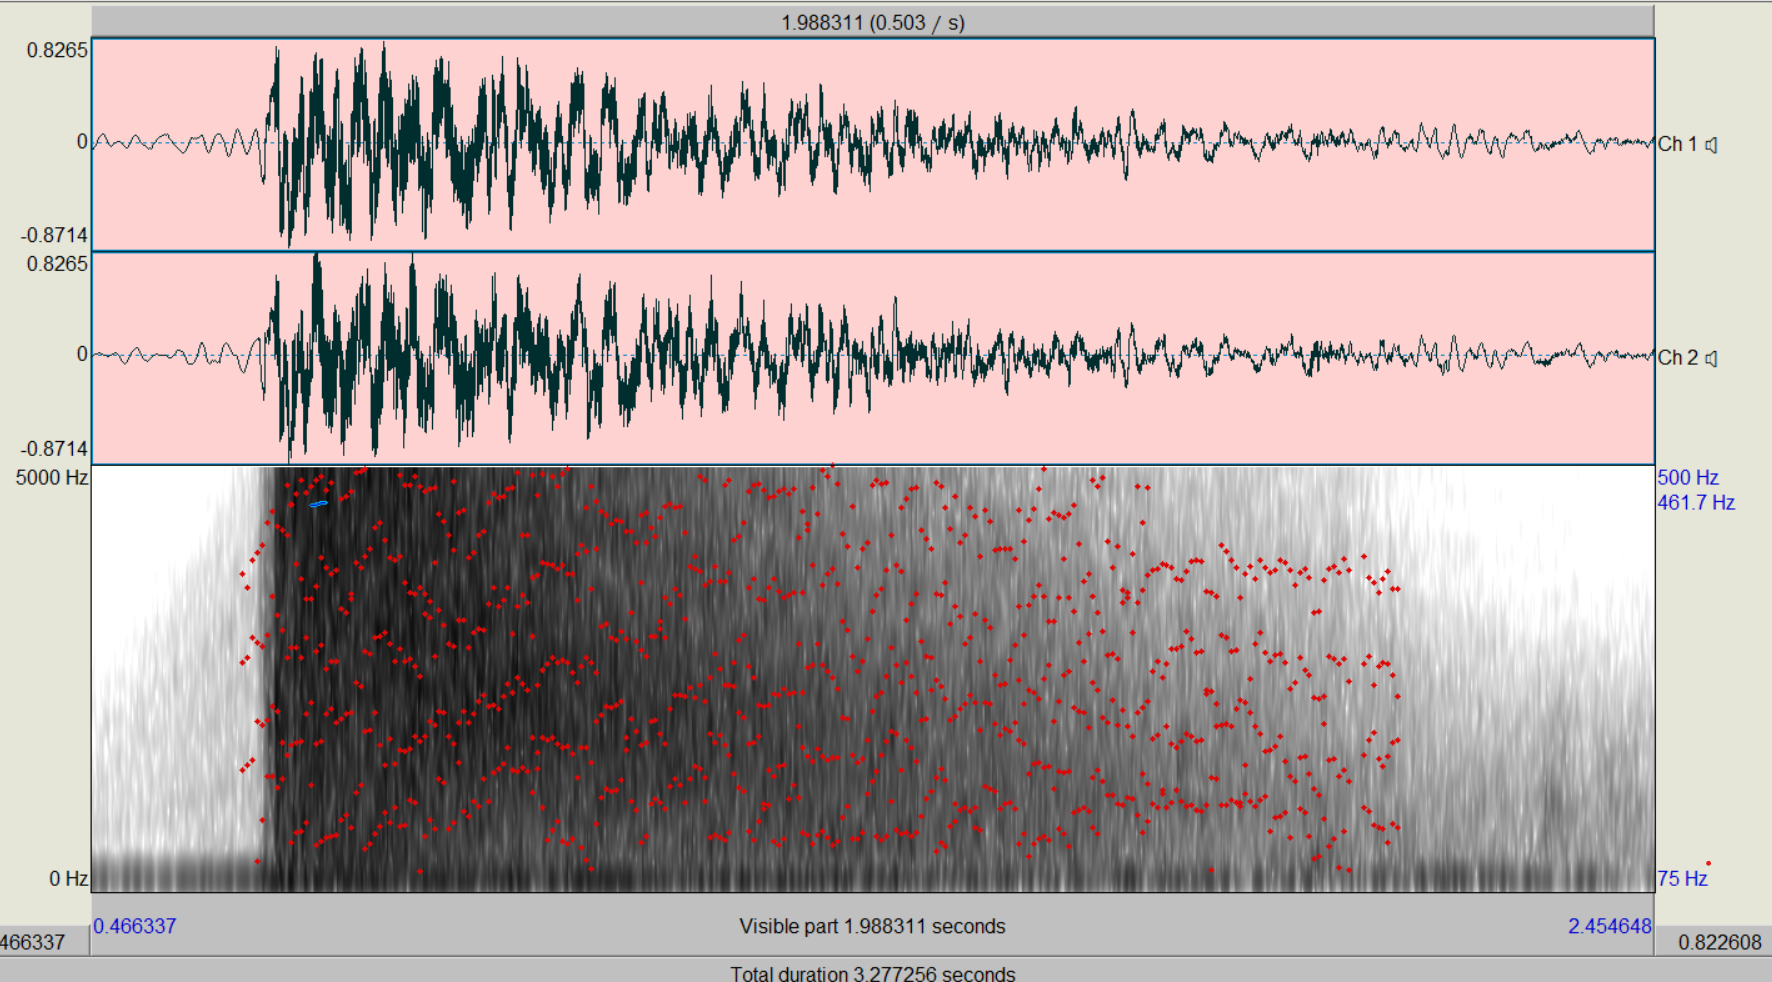 1.988311 (0.503 / s)
0.8265
0
Ch 1
-0.8714
0.8265
0
Ch 2
-0.8714
5000 Hz
500 Hz
461.7 Hz
0 Hz
75 Hz
0.466337
Visible part 1.988311 seconds
2.454648
466337
0.822608
Total duration 3.277256 seconds